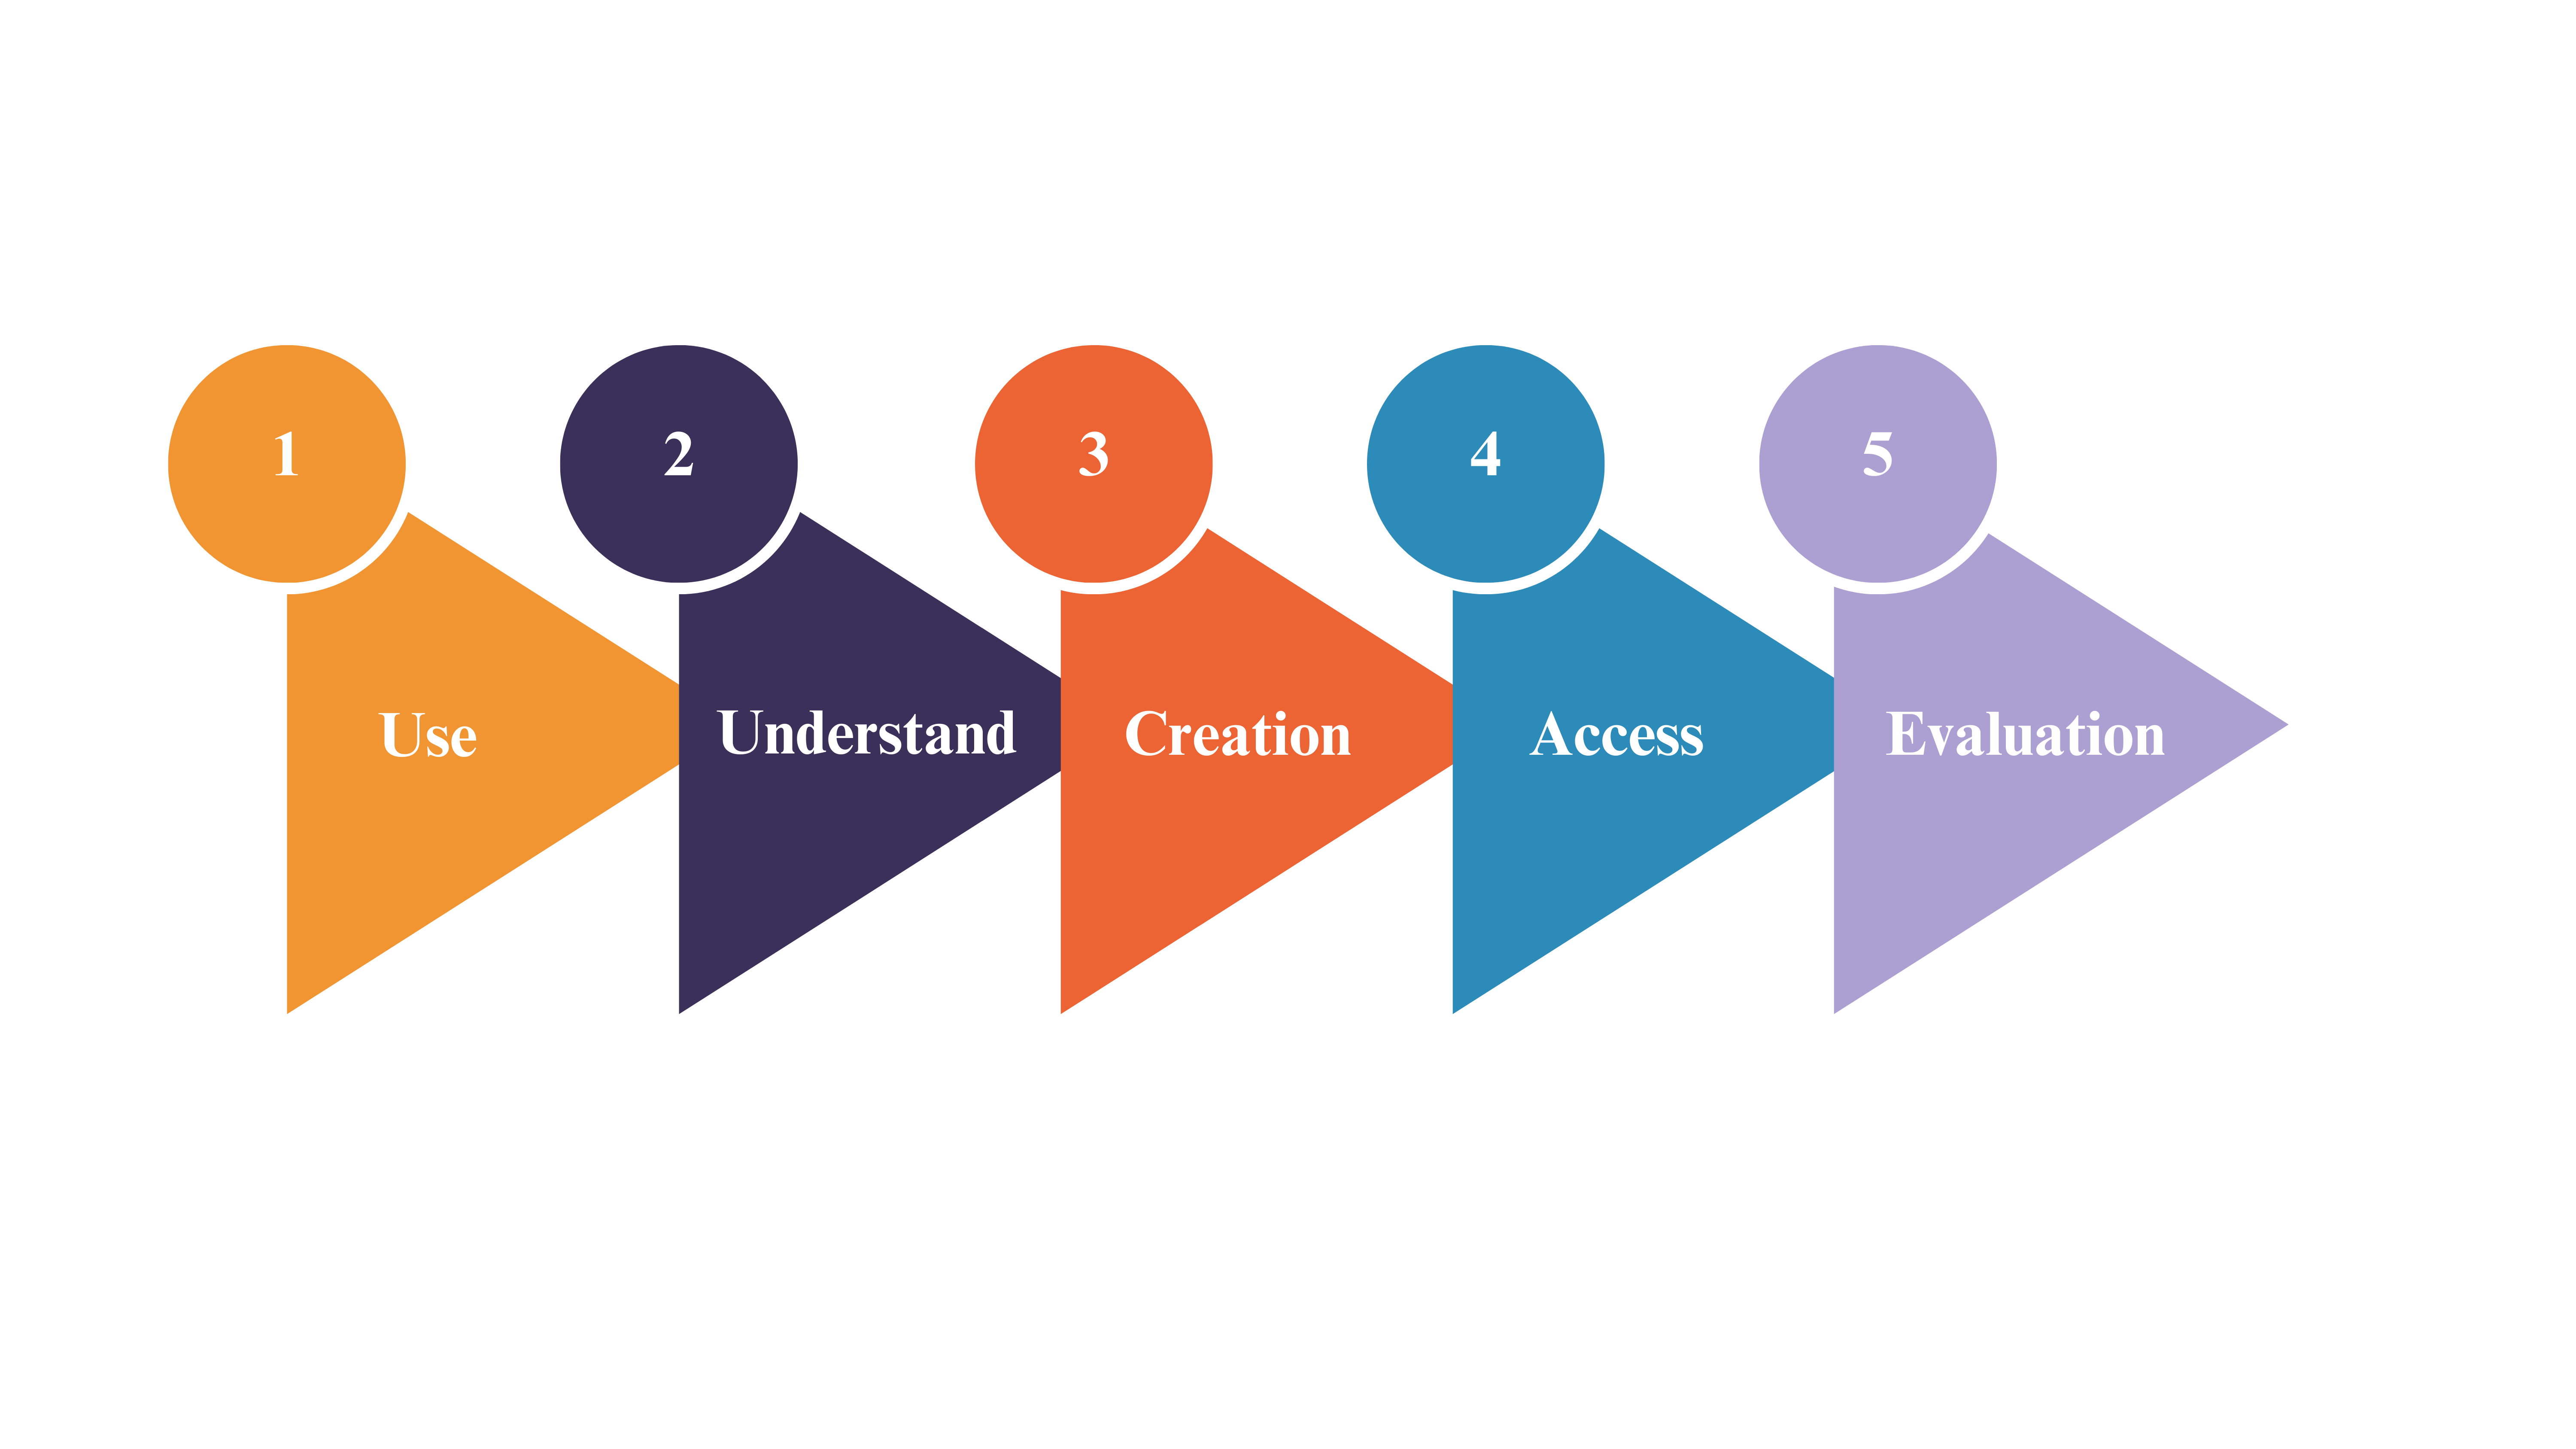 1
2
3
4
5
Use
Understand
Creation
Access
Evaluation